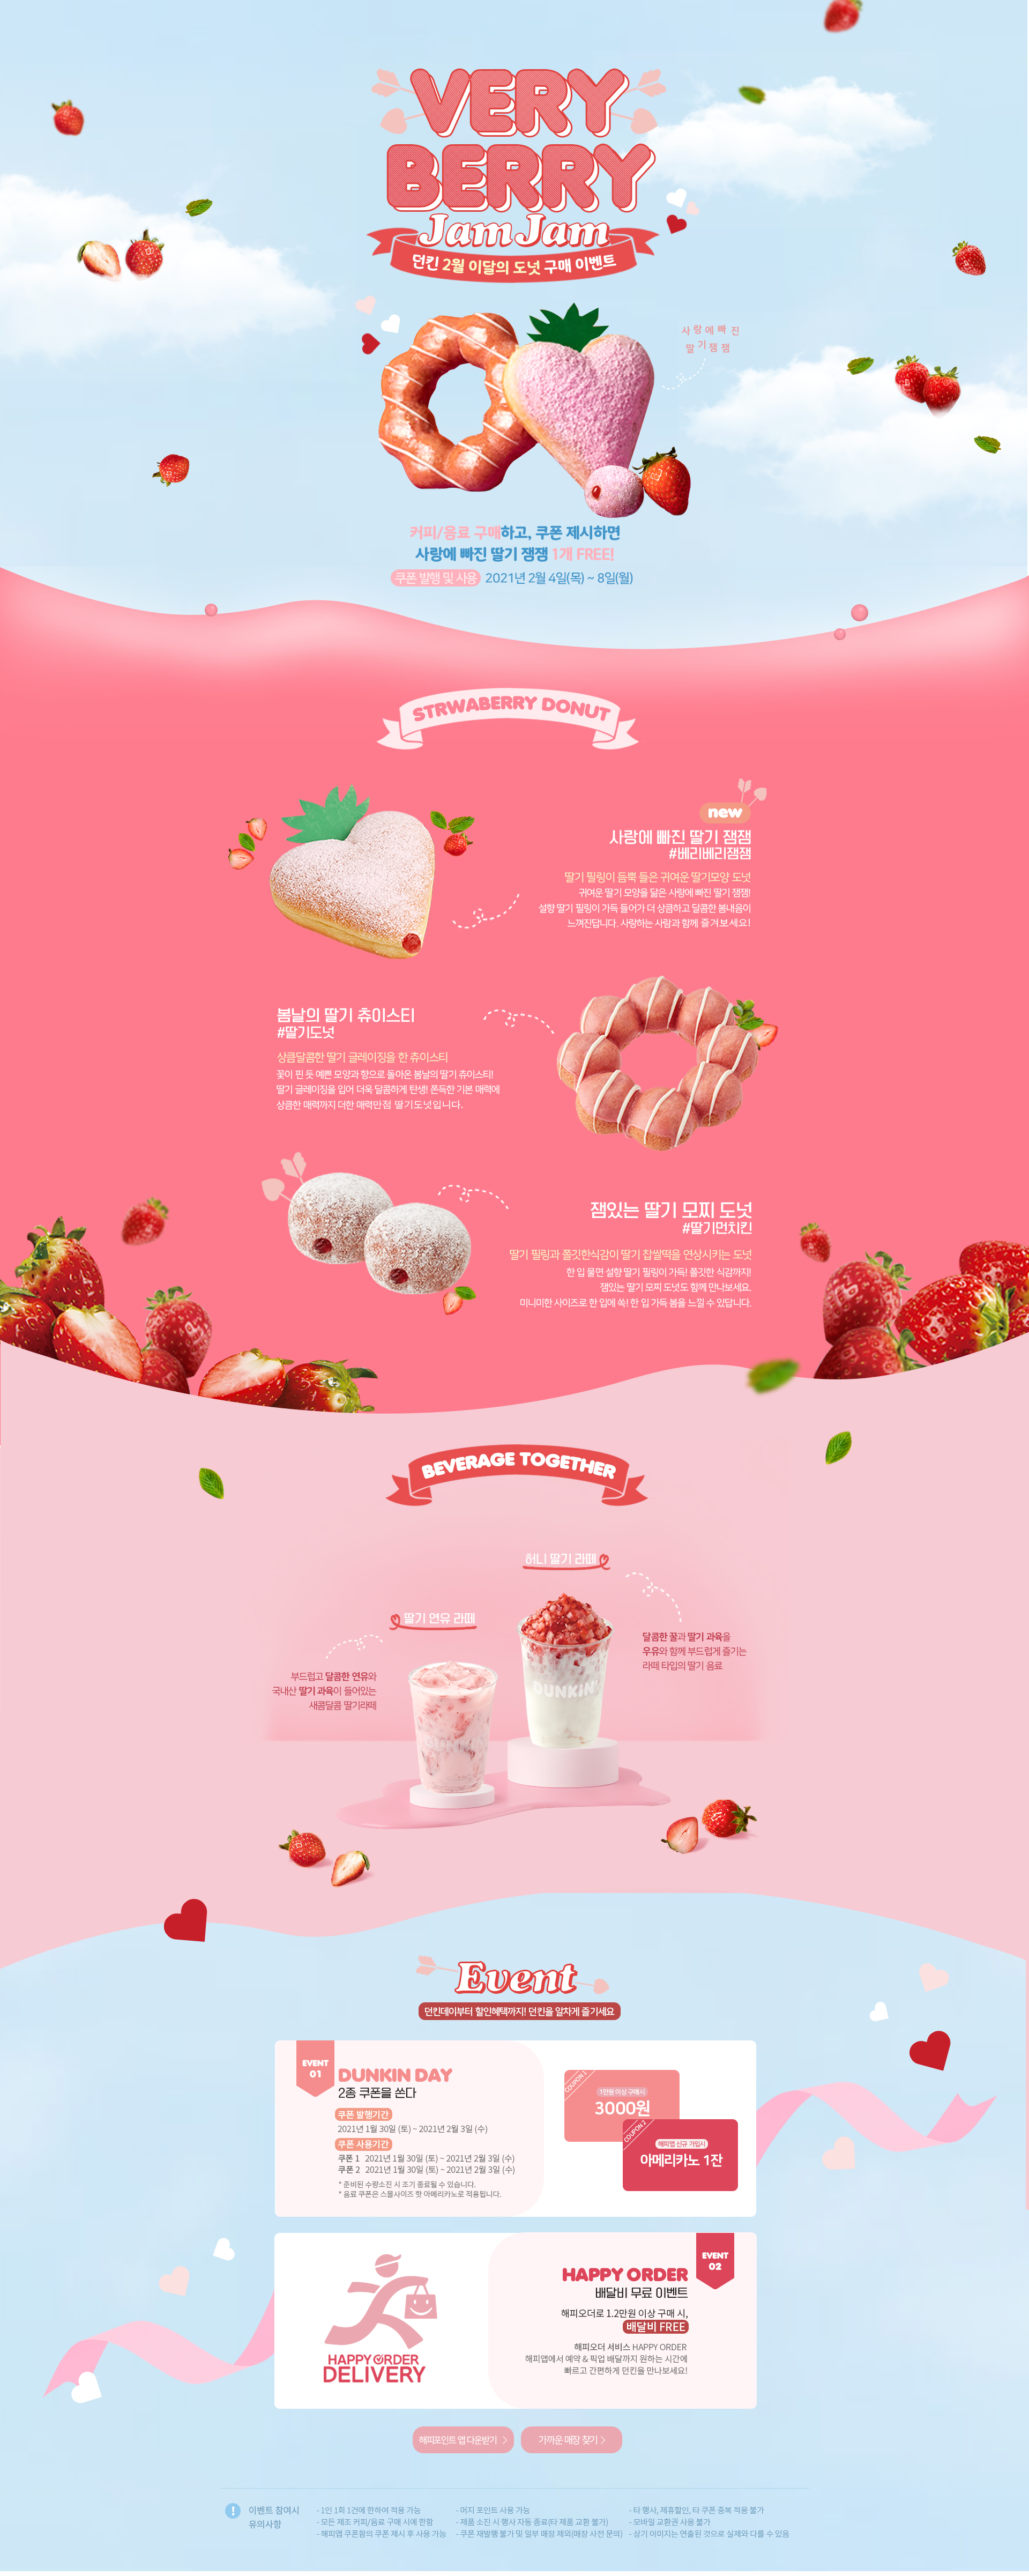 VERY
BERRY
Jam Jam
던킨 2월 이달의 도넛 구매 이벤트
사랑에 빠진
딸기잼잼
커피/음료 구매하고, 쿠폰 제시하면
사랑에 빠진 딸기 잼잼 1개 FREE!
쿠폰 발행 및 사용 2021년 2월 4일(목) ~ 8일(월)
STRWABERRY DONUT
new
사랑에 빠진 딸기 잼잼
#베리베리잼잼
딸기 필링이 듬뿍 들은 귀여운 딸기모양 도넛
귀여운 딸기 모양을 닮은 사랑에 빠진 딸기 잼잼!
설향 딸기 필링이 가득 들어가 더 상큼하고 달콤한 봄내음이
느껴진답니다. 사랑하는 사람과 함께 즐겨보세요!
봄날의 딸기 츄이스티
#딸기도넛
상큼달콤한 딸기 글레이징을 한 츄이스티
꽃이 핀 듯 예쁜 모양과 향으로 돌아온 봄날의 딸기 츄이스티!
딸기 글레이징을 입어 더욱 달콤하게 탄생! 쫀득한 기본 매력에
상큼한 매력까지 더한 매력만점 딸기도넛입니다.
잼있는 딸기 모찌 도넛
#딸기먼치킨
딸기 필링과 쫄깃한식감이 딸기 찹쌀떡을 연상시키는 도넛
한 입 물면 설향 딸기 필링이 가득! 쫄깃한 식감까지!
잼있는 딸기 모찌 도넛도 함께 만나보세요.
미니미한 사이즈로 한 입에 쏙! 한 입 가득 봄을 느낄 수 있답니다.
BEVERAGE TOGETHER
허니 딸기 라떼
딸기 연유 라떼
달콤한 꿀과 딸기 과육을
우유와 함께 부드럽게 즐기는
라떼 타입의 딸기 음료
부드럽고 달콤한 연유와
국내산 딸기 과육이 들어있는
새콤달콤 딸기라떼
DUNKIN'
Event
던킨데이부터 할인혜택까지! 던킨을 알차게 즐기세요
EVENT
01
DUNKIN DAY
2종 쿠폰을 쏜다
쿠폰 발행기간
2021년 1월 30일 (토) ~ 2021년 2월 3일 (수)
쿠폰 사용기간
쿠폰 1 2021년 1월 30일 (토) ~ 2021년 2월 3일 (수)
쿠폰 2 2021년 1월 30일 (토) ~ 2021년 2월 3일 (수)
* 준비된 수량소진 시 조기 종료될 수 있습니다.
* 음료 쿠폰은 스몰사이즈 핫 아메리카노로 적용됩니다.
COUPON 1
1만원 이상 구매시
3000원
COUPON 2
해피앱 신규 가입시
아메리카노 1잔
EVENT
02
HAPPY ORDER
배달비 무료 이벤트
해피오더로 1.2만원 이상 구매 시,
배달비 FREE
해피오더 서비스 HAPPY ORDER
해피앱에서 예약 & 픽업 배달까지 원하는 시간에
빠르고 간편하게 던킨을 만나보세요!
HAPPY ORDER
DELIVERY
해피포인트 앱 다운받기 >
가까운 매장 찾기 >
이벤트 참여시
유의사항
- 1인 1회 1건에 한하여 적용 가능
- 모든 제조 커피/음료 구매 시에 한함
- 해피앱 쿠폰함의 쿠폰 제시 후 사용 가능
- 머지 포인트 사용 가능
- 제품 소진 시 행사 자동 종료(타 제품 교환 불가)
- 쿠폰 재발행 불가 및 일부 매장 제외(매장 사전 문의)
- 타 행사, 제휴할인, 타 쿠폰 중복 적용 불가
- 모바일 교환권 사용 불가
- 상기 이미지는 연출된 것으로 실제와 다를 수 있음